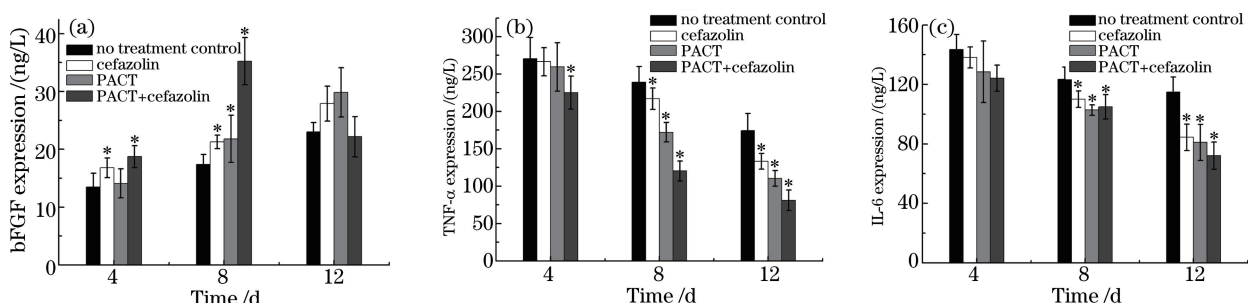 (a)
40
30
20
10
0
bFGF expression /(ng/L)
no treatment control
cefazolin
PACT
PACT+cefazolin
* * * * *
4 8 12
Time /d
(b)
300
250
200
150
100
50
0
TNF-α expression /(ng/L)
no treatment control
cefazolin
PACT
PACT+cefazolin
* * * * * * *
4 8 12
Time /d
(c)
160
120
80
40
0
IL-6 expression /(ng/L)
no treatment control
cefazolin
PACT
PACT+cefazolin
* * * * * *
4 8 12
Time /d